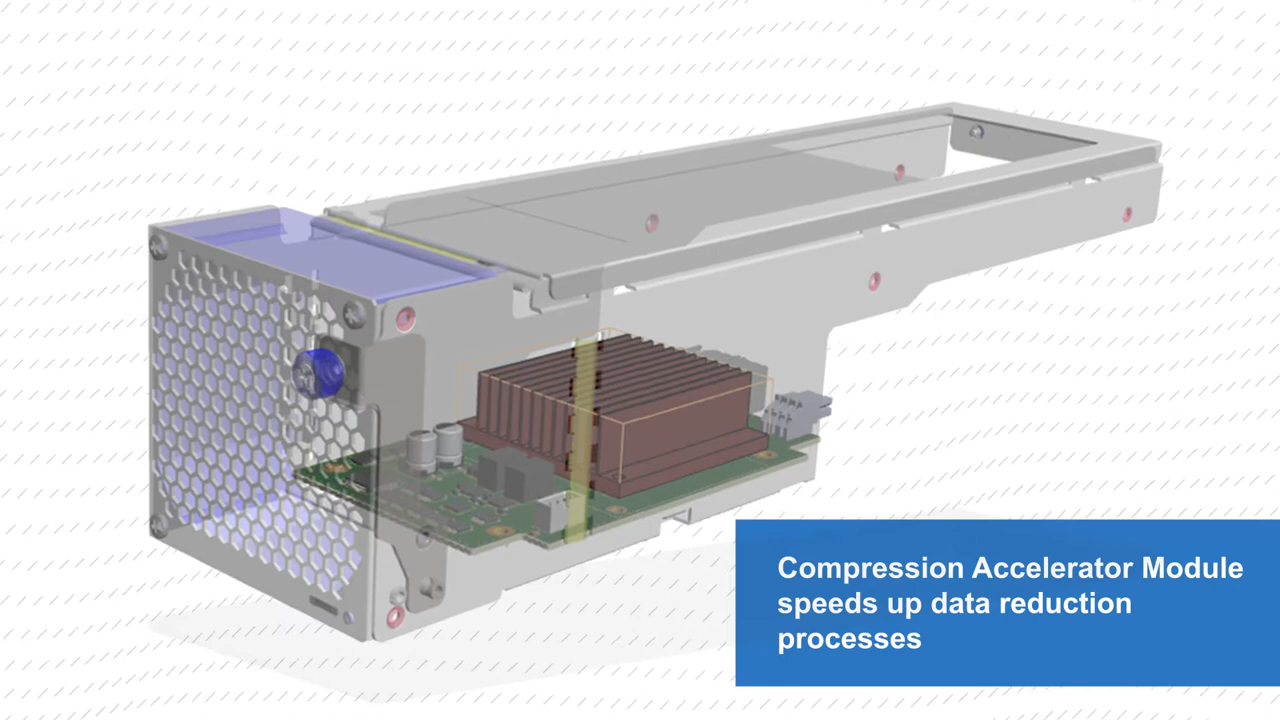 Compression Accelerator Module
speeds up data reduction
processes